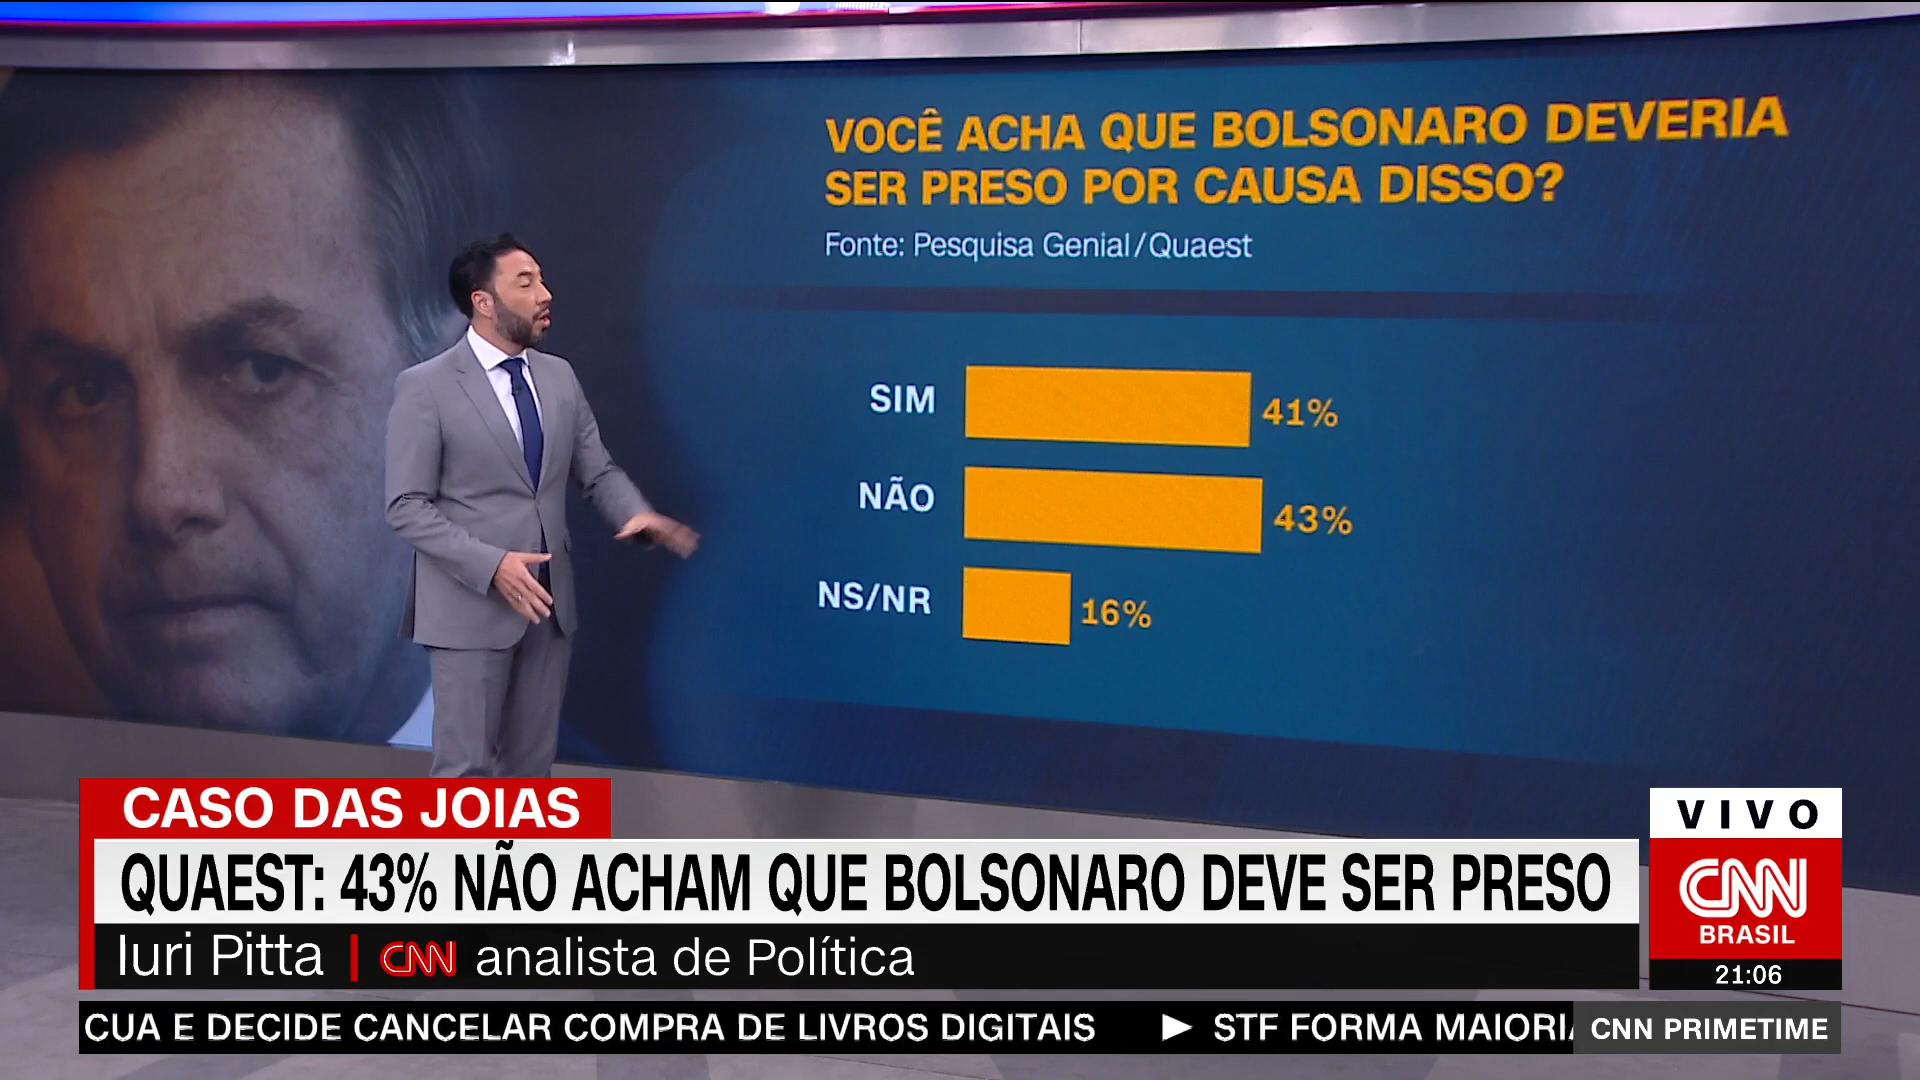 VOCÊ ACHA QUE BOLSONARO DEVERIA
SER PRESO POR CAUSA DISSO?
Fonte: Pesquisa Genial/Quaest
SIM 41%
NÃO 43%
NS/NR 16%
CASO DAS JOIAS
QUAEST: 43% NÃO ACHAM QUE BOLSONARO DEVE SER PRESO
Iuri Pitta | CNN analista de Política
VIVO
CNN
BRASIL
21:06
CUA E DECIDE CANCELAR COMPRA DE LIVROS DIGITAIS ▶ STF FORMA MAIORI
CNN PRIMETIME